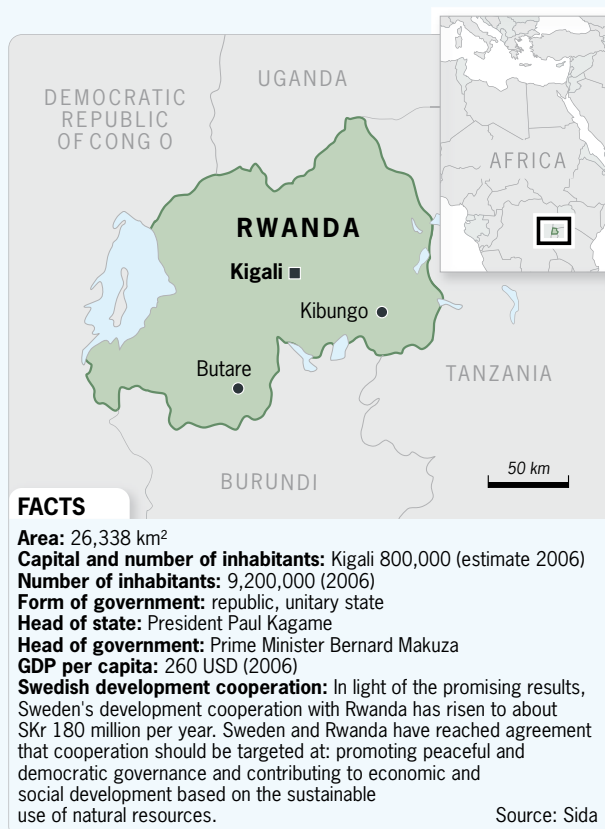 UGANDA
DEMOCRATIC
REPUBLIC
OF CONG O
AFRICA
RWANDA
Kigali
Kibungo
Butare
TANZANIA
BURUNDI
50 km
FACTS
Area: 26,338 km²
Capital and number of inhabitants: Kigali 800,000 (estimate 2006)
Number of inhabitants: 9,200,000 (2006)
Form of government: republic, unitary state
Head of state: President Paul Kagame
Head of government: Prime Minister Bernard Makuza
GDP per capita: 260 USD (2006)
Swedish development cooperation: In light of the promising results,
Sweden's development cooperation with Rwanda has risen to about
SKr 180 million per year. Sweden and Rwanda have reached agreement
that cooperation should be targeted at: promoting peaceful and
democratic governance and contributing to economic and
social development based on the sustainable
use of natural resources.
Source: Sida